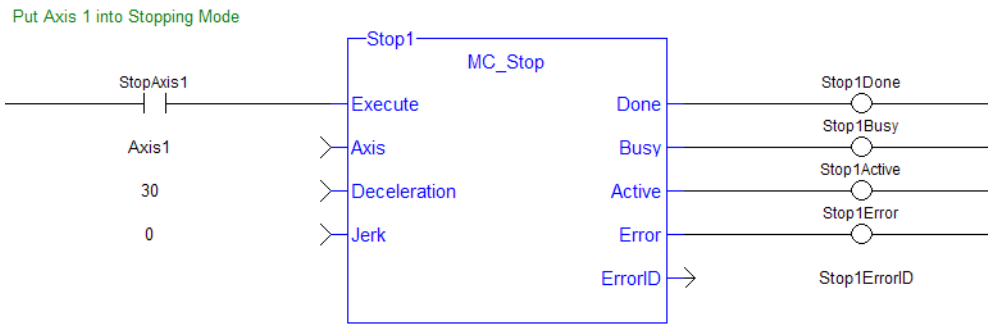 Put Axis 1 into Stopping Mode
Stop1
MC_Stop
StopAxis1 Execute Done Stop1Done
Axis1 Axis Busy Stop1Busy
30 Deceleration Active Stop1Active
0 Jerk Error Stop1Error
ErrorID Stop1ErrorID